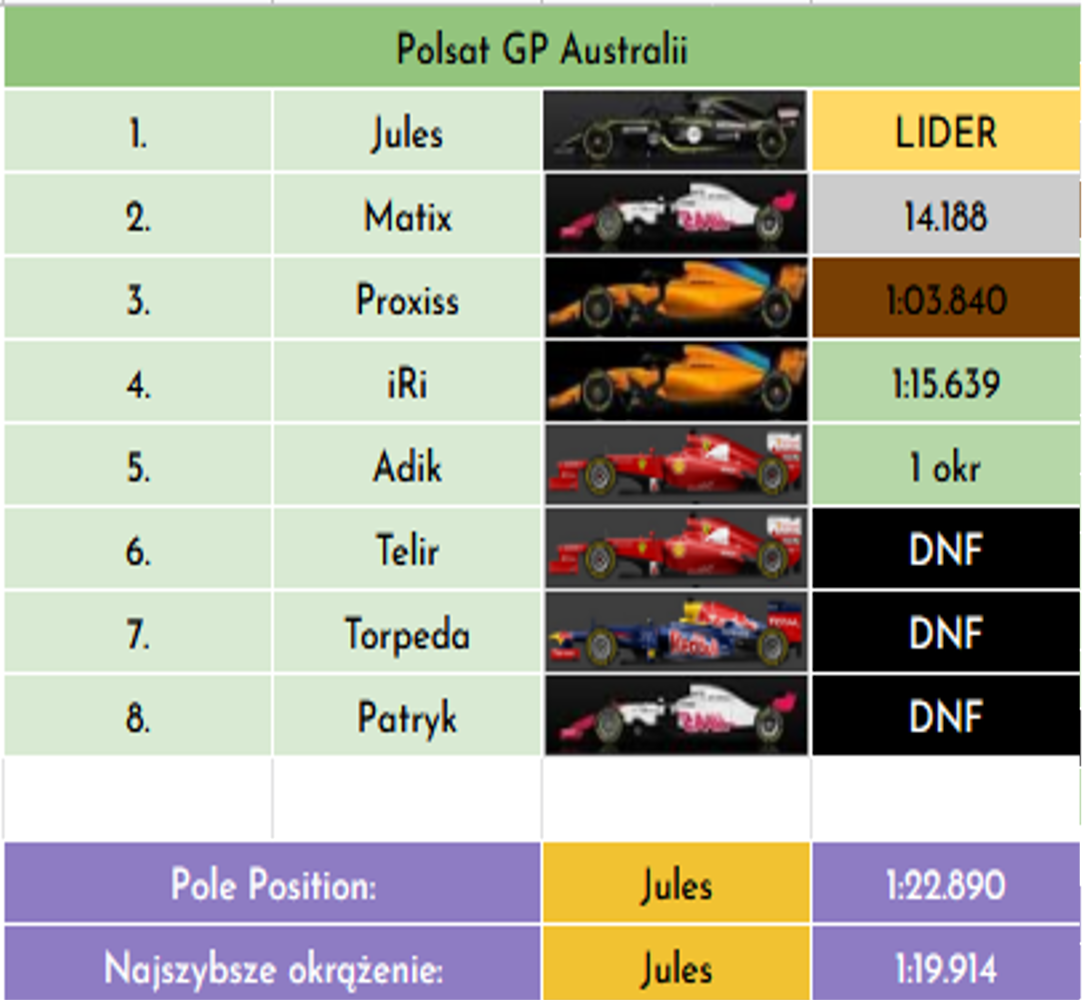 Polsat GP Australii
1. Jules LIDER
2. Matix 14.188
3. Proxiss 1:03.840
4. iRi 1:15.639
5. Adik 1 okr
6. Telir DNF
7. Torpeda DNF
8. Patryk DNF
Pole Position: Jules 1:22.890
Najszybsze okrążenie: Jules 1:19.914